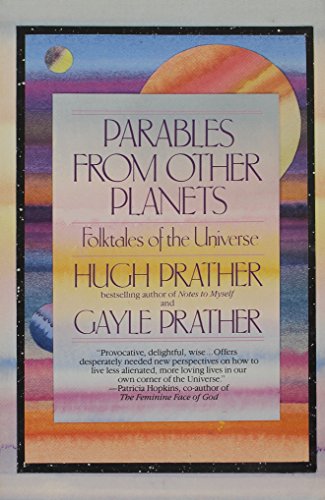 PARABLES
FROM OTHER
PLANETS
Folktales of the Universe
HUGH PRATHER
bestselling author of Notes to Myself
and
GAYLE PRATHER
"Provocative, delightful, wise...Offers
desperately needed new perspectives on how to
live less alienated, more loving lives in our
own corner of the Universe."
—Patricia Hopkins, co-author of
The Feminine Face of God